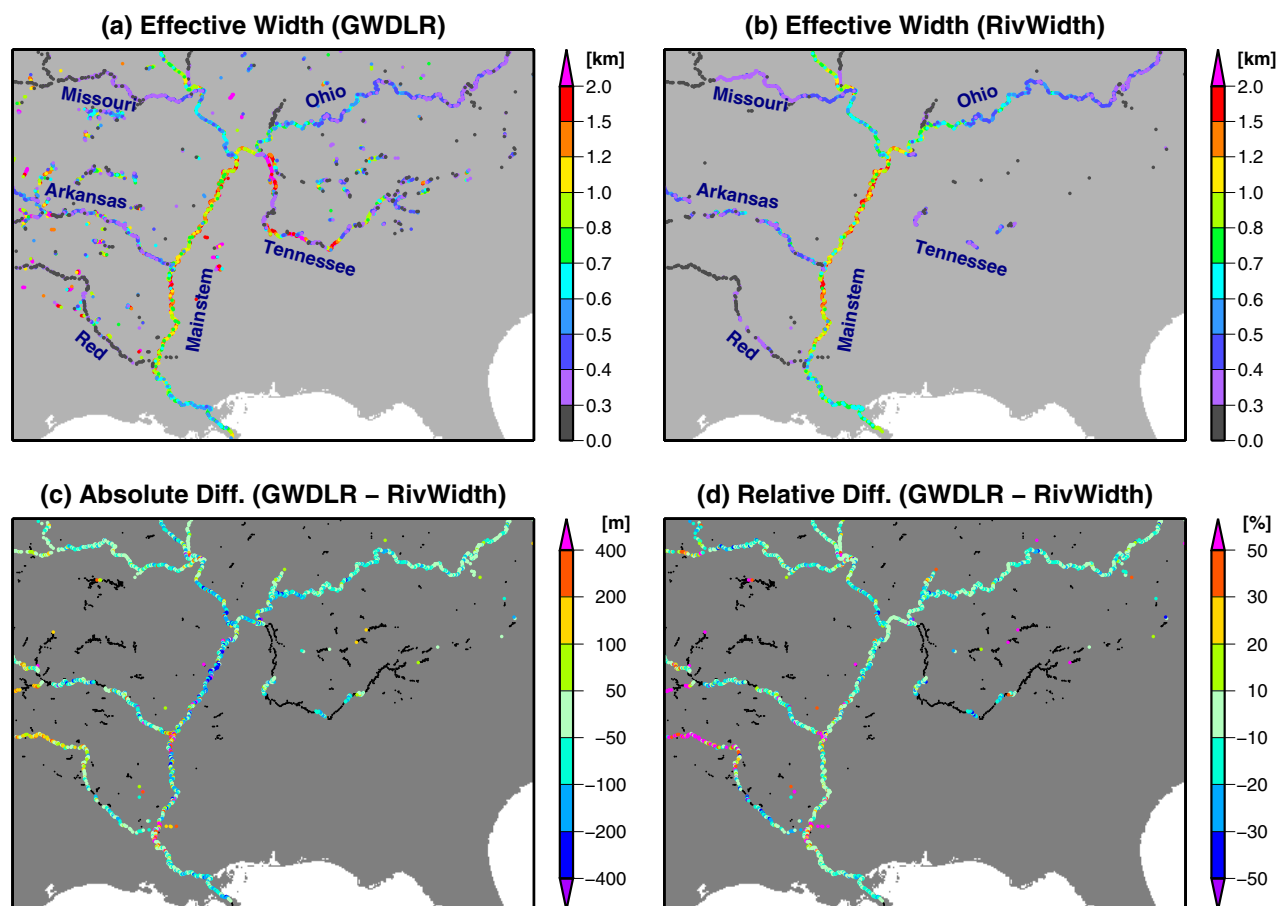 (a) Effective Width (GWDLR)
[km]
2.0
1.5
1.2
1.0
0.8
0.7
0.6
0.5
0.4
0.3
0.0
Missouri
Ohio
Arkansas
Tennessee
Mainstem
Red
(b) Effective Width (RivWidth)
[km]
2.0
1.5
1.2
1.0
0.8
0.7
0.6
0.5
0.4
0.3
0.0
Missouri
Ohio
Arkansas
Tennessee
Mainstem
Red
(c) Absolute Diff. (GWDLR − RivWidth)
[m]
400
200
100
50
−50
−100
−200
−400
(d) Relative Diff. (GWDLR − RivWidth)
[%]
50
30
20
10
−10
−20
−30
−50